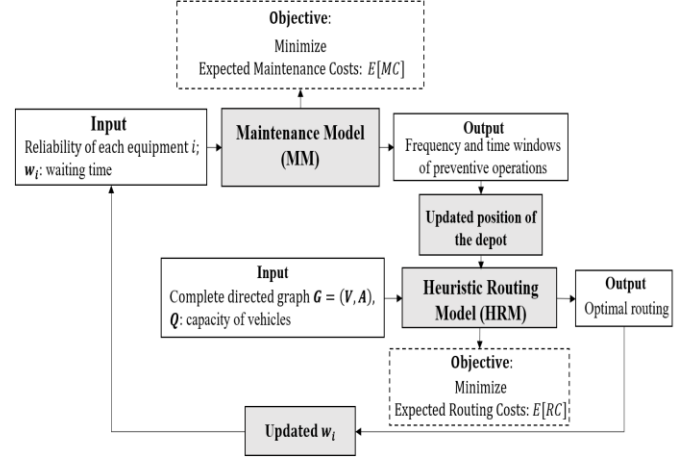 Objective:
Minimize
Expected Maintenance Costs: E[MC]
Input
Reliability of each equipment i;
w_i: waiting time
Maintenance Model
(MM)
Output
Frequency and time windows
of preventive operations
Updated position of
the depot
Input
Complete directed graph G = (V, A),
Q: capacity of vehicles
Heuristic Routing
Model (HRM)
Output
Optimal routing
Objective:
Minimize
Expected Routing Costs: E[RC]
Updated w_i